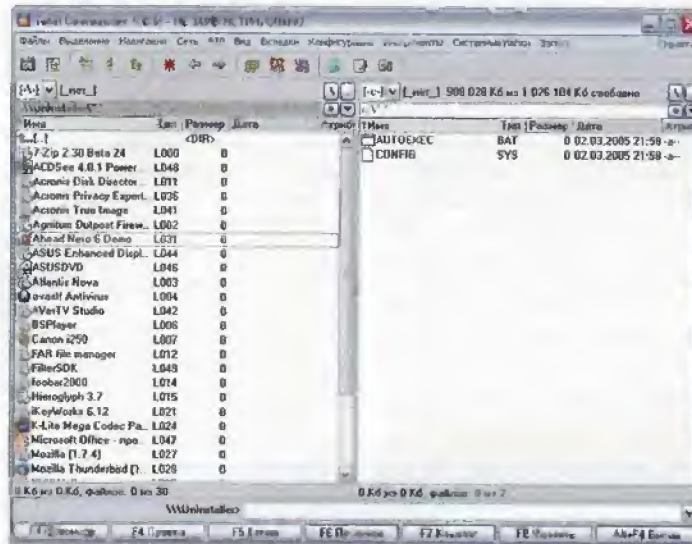 Total Commander
Файлы Выделение Навигация Сеть FTP Вид Вкладки Конфигурация Инструменты
[-\-] [_нет_]
[-c-] [_нет_] 908 028 Кб из 1 026 104 Кб свободно
\\\Uninstaller\*.*
Имя Тип Размер Дата
[..] <DIR>
7-Zip 2.30 Beta 24 L000 0
ACDSee 4.0.1 Power... L048 0
Acronis Disk Director... L011 0
Acronis Privacy Expert... L036 0
Acronis True Image L041 0
Agnitum Outpost Firew... L002 0
Ahead Nero 6 Demo L031 0
ASUS Enhanced Displ... L044 0
ASUSDVD L046 0
Atlantis Nova L003 0
avast! Antivirus L004 0
AVerTV Studio L042 0
BSPlayer L006 0
Canon i250 L007 0
FAR file manager L012 0
FilterSDK L049 0
foobar2000 L014 0
Hieroglyph 3.7 L015 0
iKeyWorks 6.12 L021 0
K-Lite Mega Codec Pa... L024 0
Microsoft Office - про... L047 0
Mozilla (1.7.4) L027 0
Mozilla Thunderbird (1... L028 0
0 Кб из 0 Кб, файлов: 0 из 30
Имя Тип Размер Дата
AUTOEXEC BAT 0 02.03.2005 21:58 -a--
CONFIG SYS 0 02.03.2005 21:58 -a--
0 Кб из 0 Кб, файлов: 0 из 2
\\\Uninstaller>
F4 Правка F5 Копия F7 Каталог Alt+F4 Выход